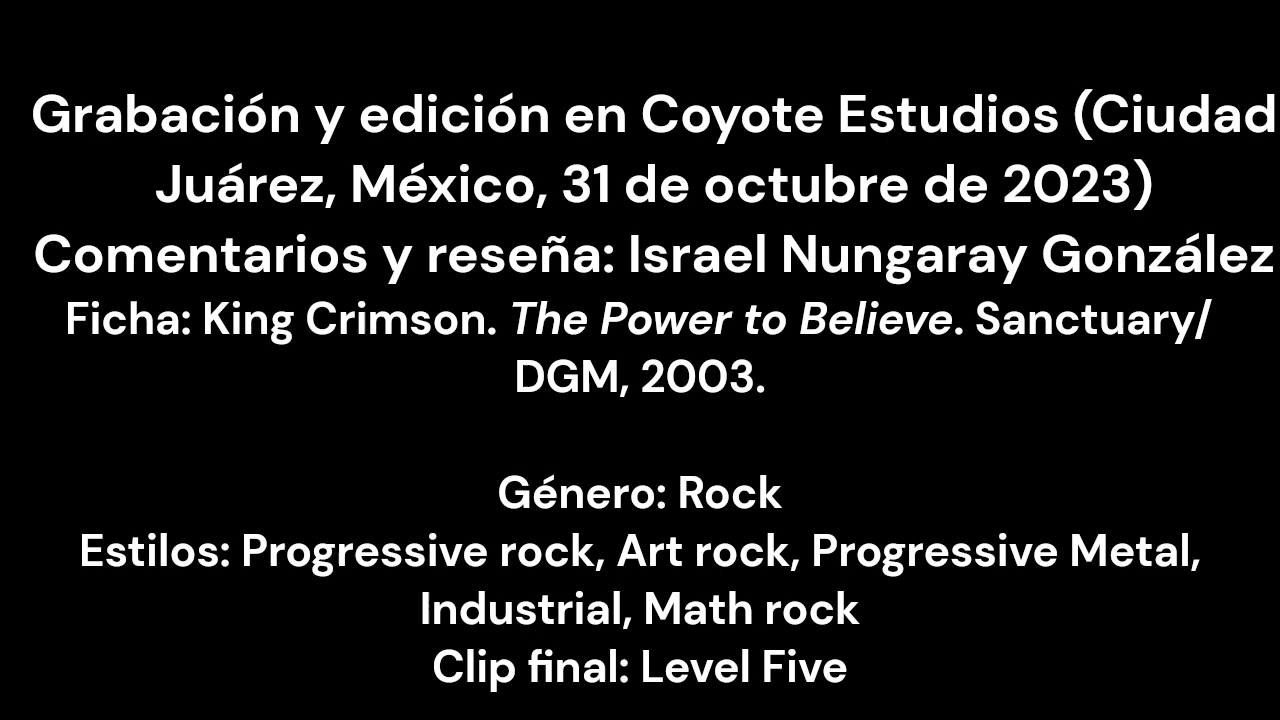 Grabación y edición en Coyote Estudios (Ciudad
Juárez, México, 31 de octubre de 2023)
Comentarios y reseña: Israel Nungaray González
Ficha: King Crimson. The Power to Believe. Sanctuary/
DGM, 2003.
Género: Rock
Estilos: Progressive rock, Art rock, Progressive Metal,
Industrial, Math rock
Clip final: Level Five